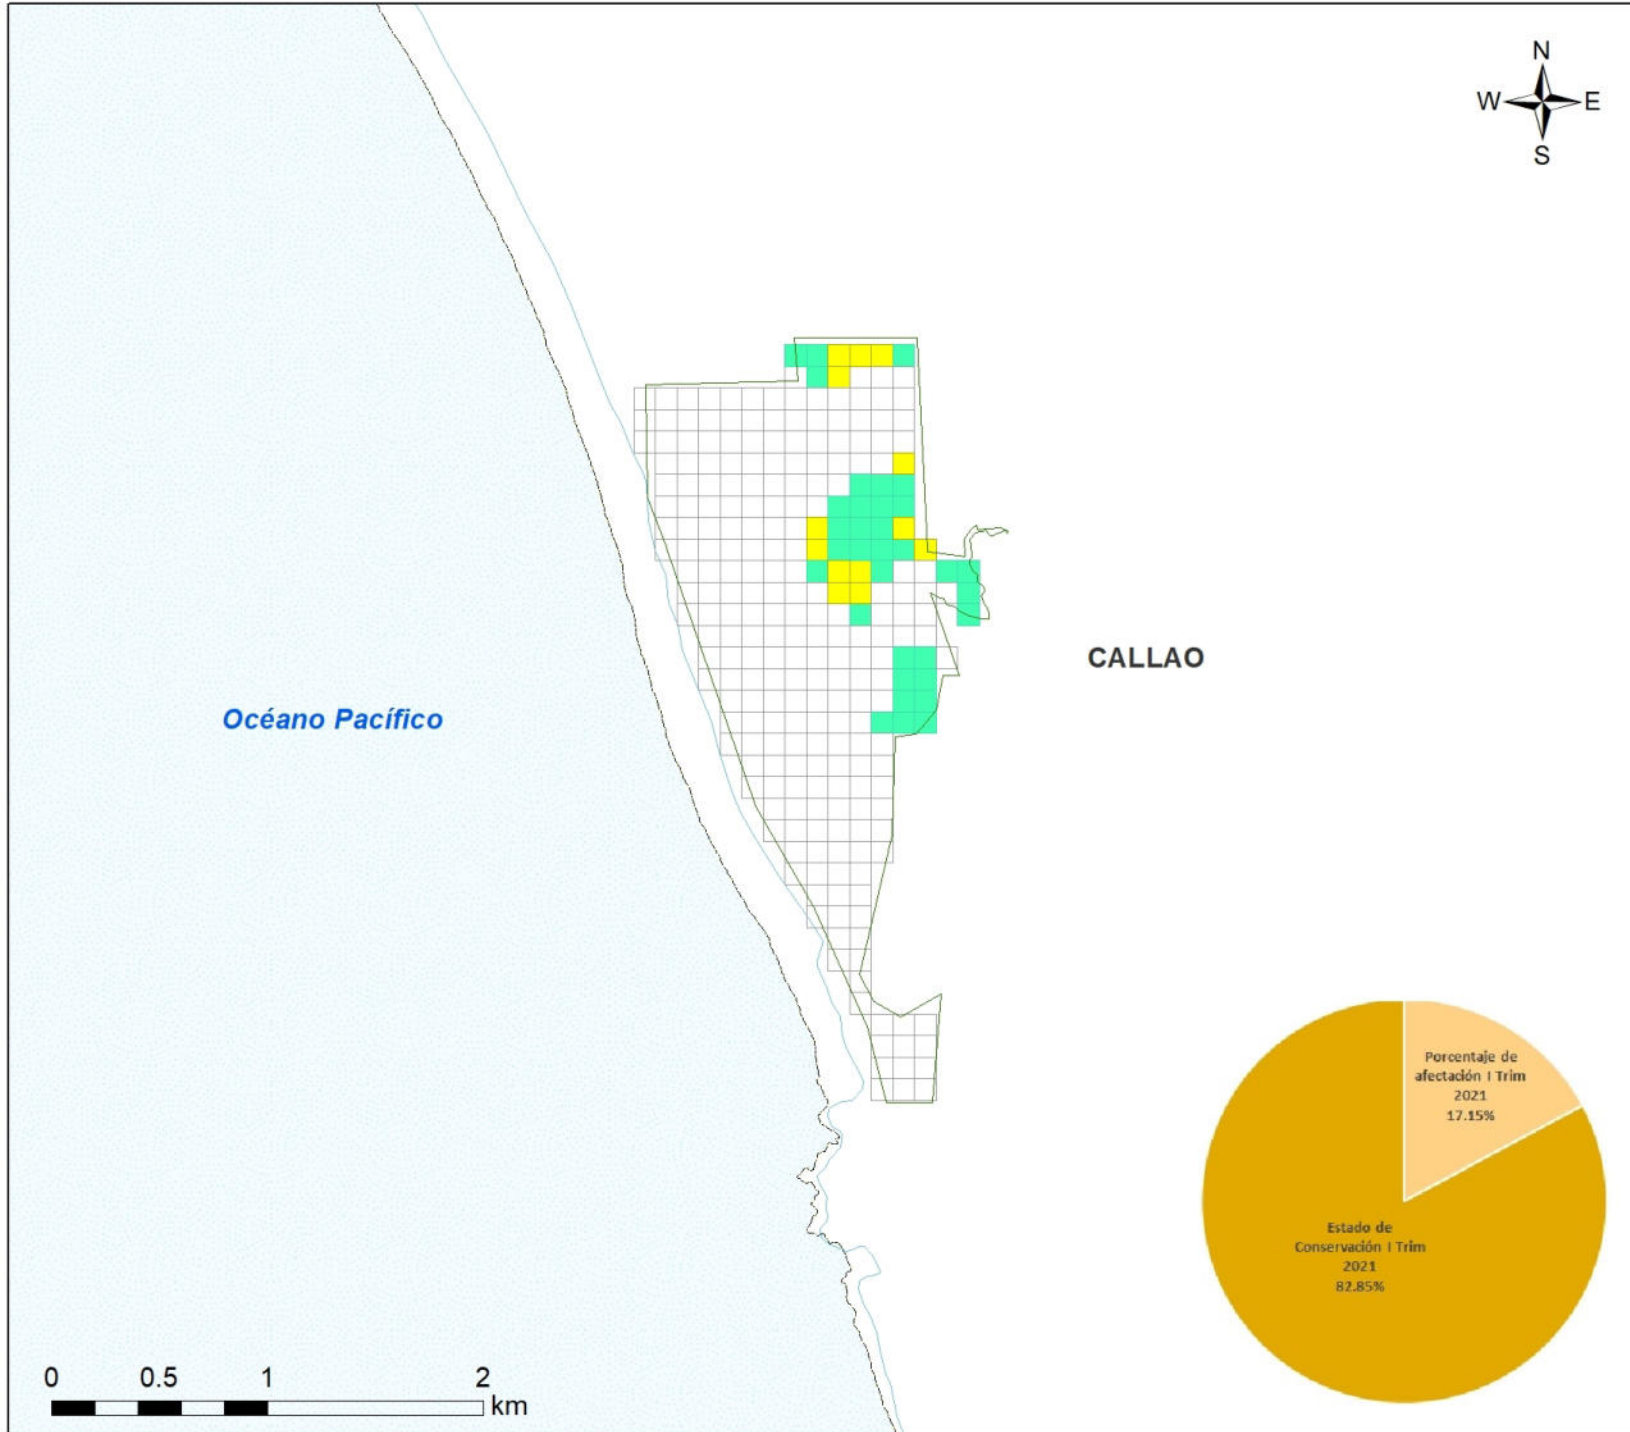 N
W E
S
CALLAO
Océano Pacífico
Porcentaje de
afectación I Trim
2021
17.15%
Estado de
Conservación I Trim
2021
82.85%
0 0.5 1 2
km